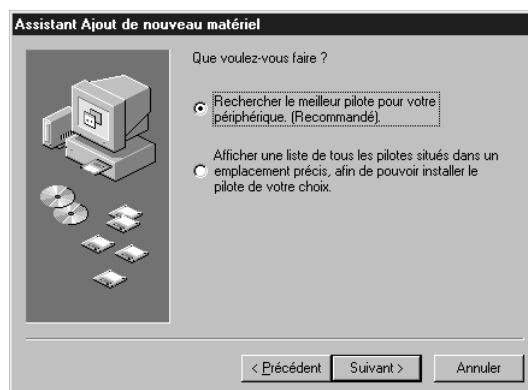 Assistant Ajout de nouveau matériel
Que voulez-vous faire ?
Rechercher le meilleur pilote pour votre
périphérique. (Recommandé).
Afficher une liste de tous les pilotes situés dans un
emplacement précis, afin de pouvoir installer le
pilote de votre choix.
< Précédent Suivant > Annuler